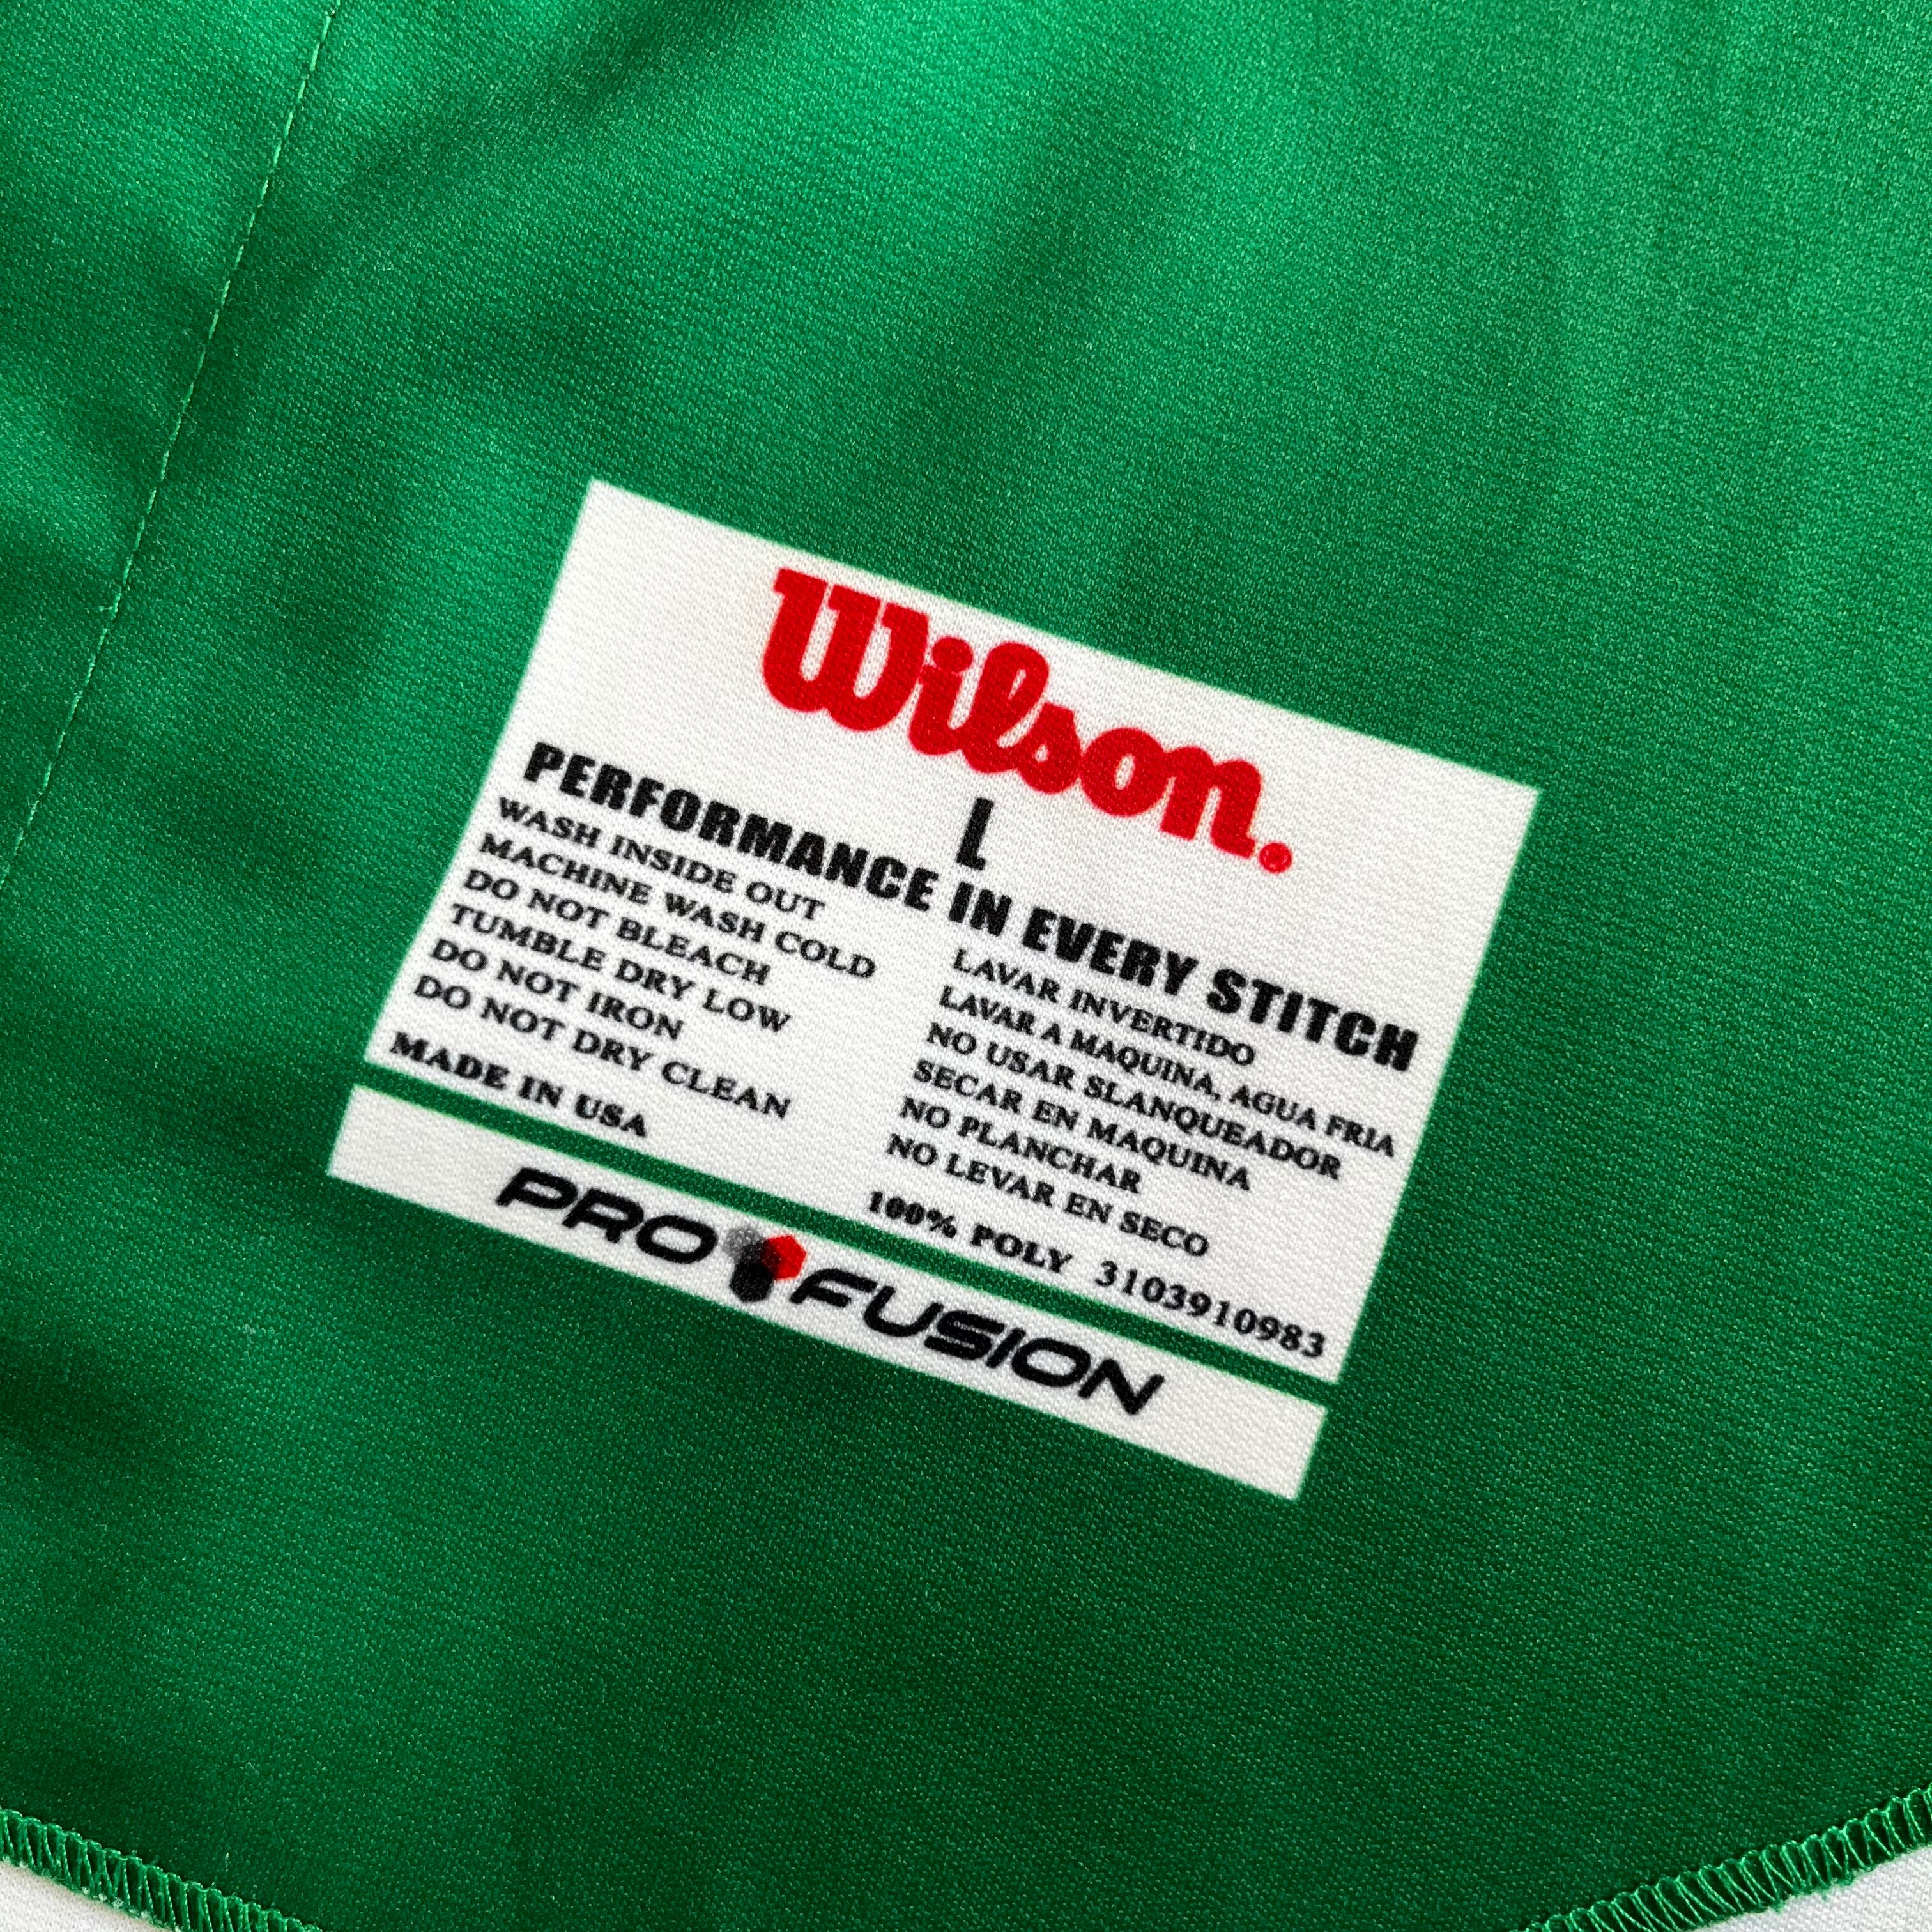 Wilson.®
L
PERFORMANCE IN EVERY STITCH
WASH INSIDE OUT
MACHINE WASH COLD
DO NOT BLEACH
TUMBLE DRY LOW
DO NOT IRON
DO NOT DRY CLEAN
MADE IN USA
LAVAR INVERTIDO
LAVAR A MAQUINA, AGUA FRIA
NO USAR SLANQUEADOR
SECAR EN MAQUINA
NO PLANCHAR
NO LEVAR EN SECO
100% POLY 3103910983
PRO FUSION